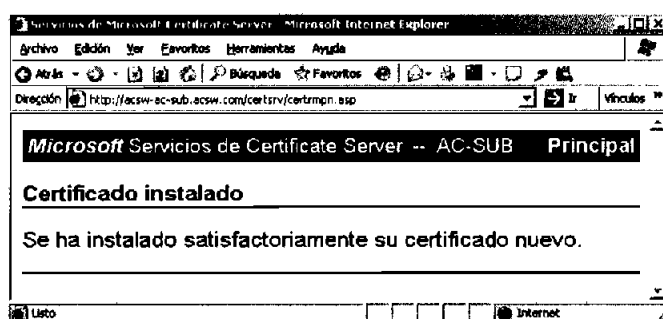 Servicios de Microsoft Certificate Server - Microsoft Internet Explorer
Archivo Edición Ver Favoritos Herramientas Ayuda
Atrás Búsqueda Favoritos
Dirección http://acsw-ac-sub.acsw.com/certsrv/certrmpn.asp Ir Vínculos »
Microsoft Servicios de Certificate Server -- AC-SUB Principal
Certificado instalado
Se ha instalado satisfactoriamente su certificado nuevo.
Listo Internet